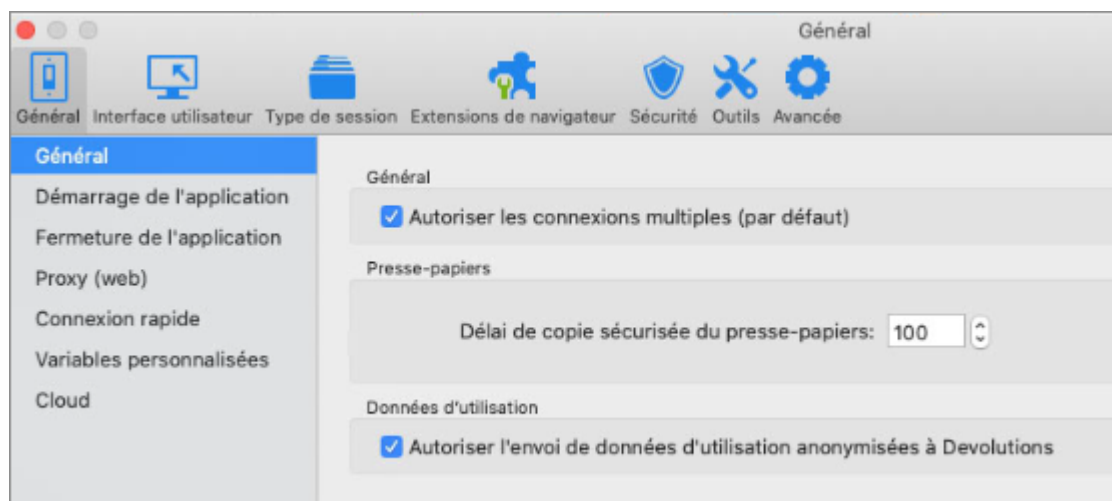 Général
Général Interface utilisateur Type de session Extensions de navigateur Sécurité Outils Avancée
Général
Démarrage de l'application
Fermeture de l'application
Proxy (web)
Connexion rapide
Variables personnalisées
Cloud
Général
Autoriser les connexions multiples (par défaut)
Presse-papiers
Délai de copie sécurisée du presse-papiers: 100
Données d'utilisation
Autoriser l'envoi de données d'utilisation anonymisées à Devolutions